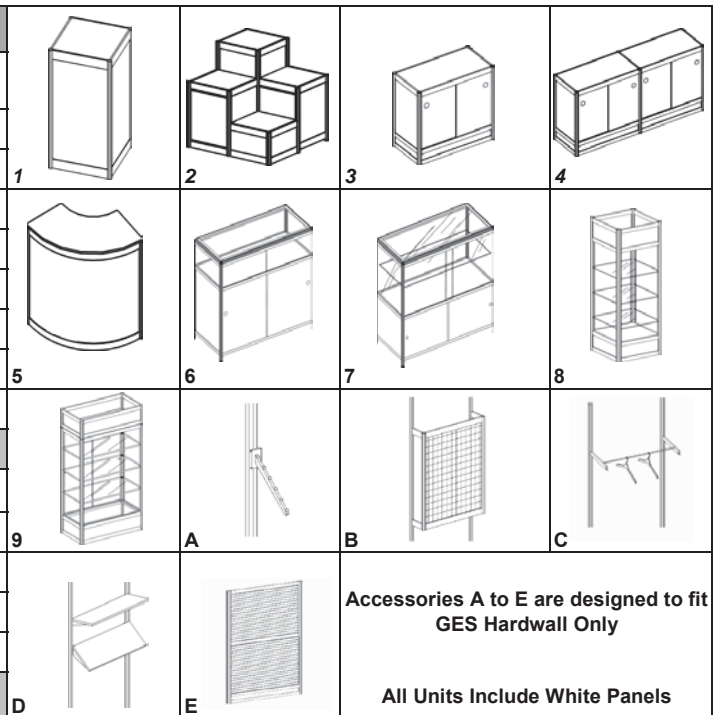 1
2
3
4
5
6
7
8
9
A
B
C
D
E
Accessories A to E are designed to fit
GES Hardwall Only
All Units Include White Panels